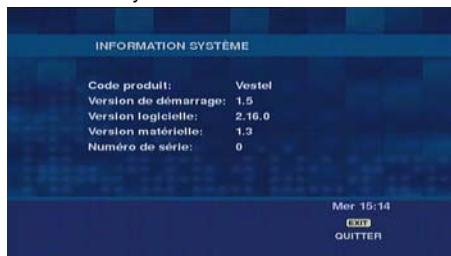 INFORMATION SYSTÈME
Code produit: Vestel
Version de démarrage: 1.5
Version logicielle: 2.16.0
Version matérielle: 1.3
Numéro de série: 0
Mer 15:14
EXIT
QUITTER